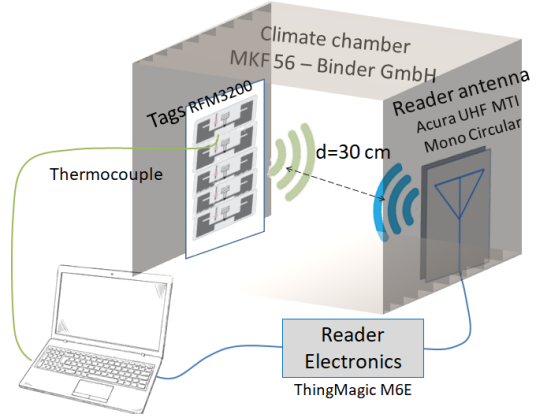 Climate chamber
MKF 56 – Binder GmbH
Reader antenna
Acura UHF MTI
Mono Circular
Tags RFM3200
d=30 cm
Thermocouple
Reader
Electronics
ThingMagic M6E